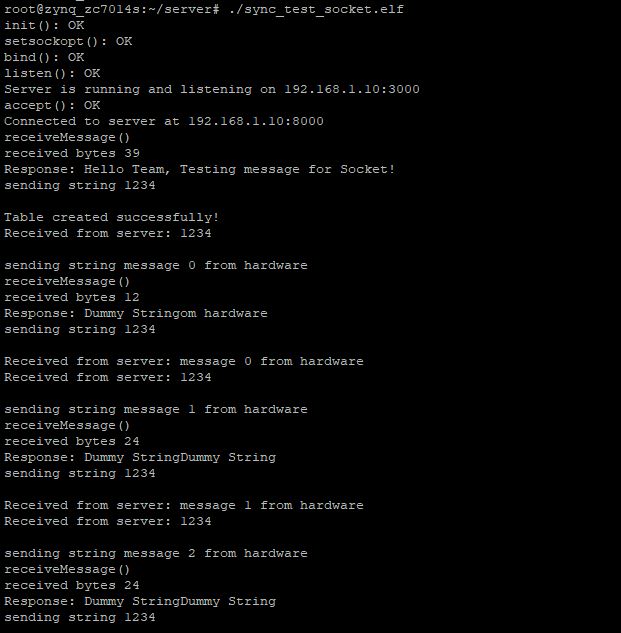 root@zynq_zc7014s:~/server# ./sync_test_socket.elf
init(): OK
setsockopt(): OK
bind(): OK
listen(): OK
Server is running and listening on 192.168.1.10:3000
accept(): OK
Connected to server at 192.168.1.10:8000
receiveMessage()
received bytes 39
Response: Hello Team, Testing message for Socket!
sending string 1234
Table created successfully!
Received from server: 1234
sending string message 0 from hardware
receiveMessage()
received bytes 12
Response: Dummy Stringom hardware
sending string 1234
Received from server: message 0 from hardware
Received from server: 1234
sending string message 1 from hardware
receiveMessage()
received bytes 24
Response: Dummy StringDummy String
sending string 1234
Received from server: message 1 from hardware
Received from server: 1234
sending string message 2 from hardware
receiveMessage()
received bytes 24
Response: Dummy StringDummy String
sending string 1234